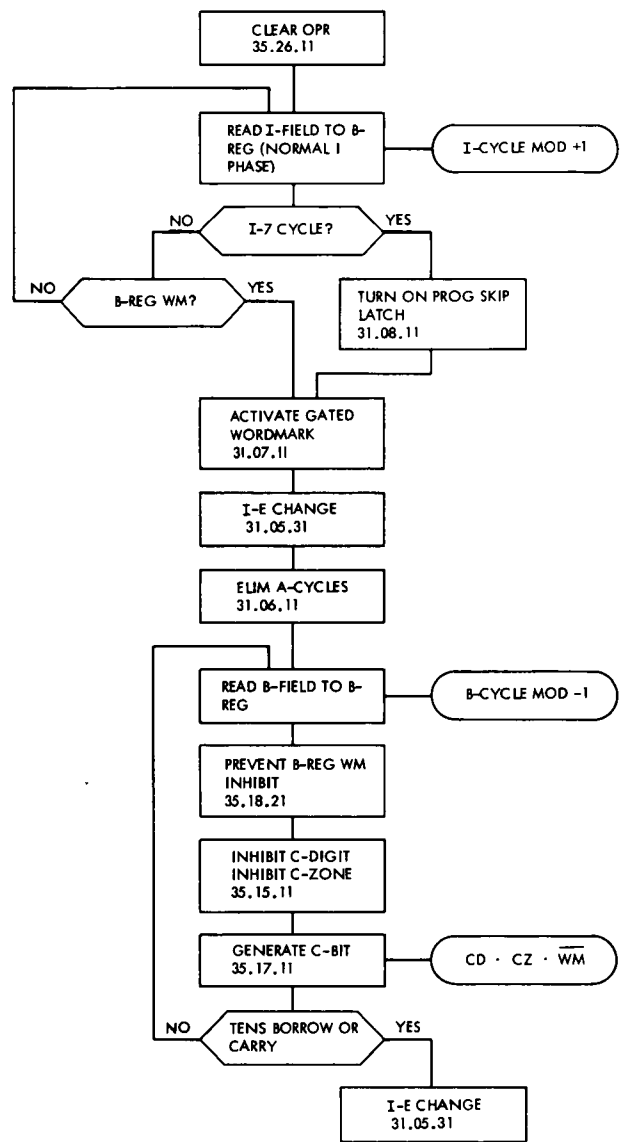 CLEAR OPR
35.26.11
READ I-FIELD TO B-
REG (NORMAL I
PHASE)
I-CYCLE MOD +1
NO
I-7 CYCLE?
YES
NO
B-REG WM?
YES
TURN ON PROG SKIP
LATCH
31.08.11
ACTIVATE GATED
WORDMARK
31.07.11
I-E CHANGE
31.05.31
ELIM A-CYCLES
31.06.11
READ B-FIELD TO B-
REG
B-CYCLE MOD -1
PREVENT B-REG WM
INHIBIT
35.18.21
INHIBIT C-DIGIT
INHIBIT C-ZONE
35.15.11
GENERATE C-BIT
35.17.11
CD · CZ · W̅M̅
NO
TENS BORROW OR
CARRY
YES
I-E CHANGE
31.05.31